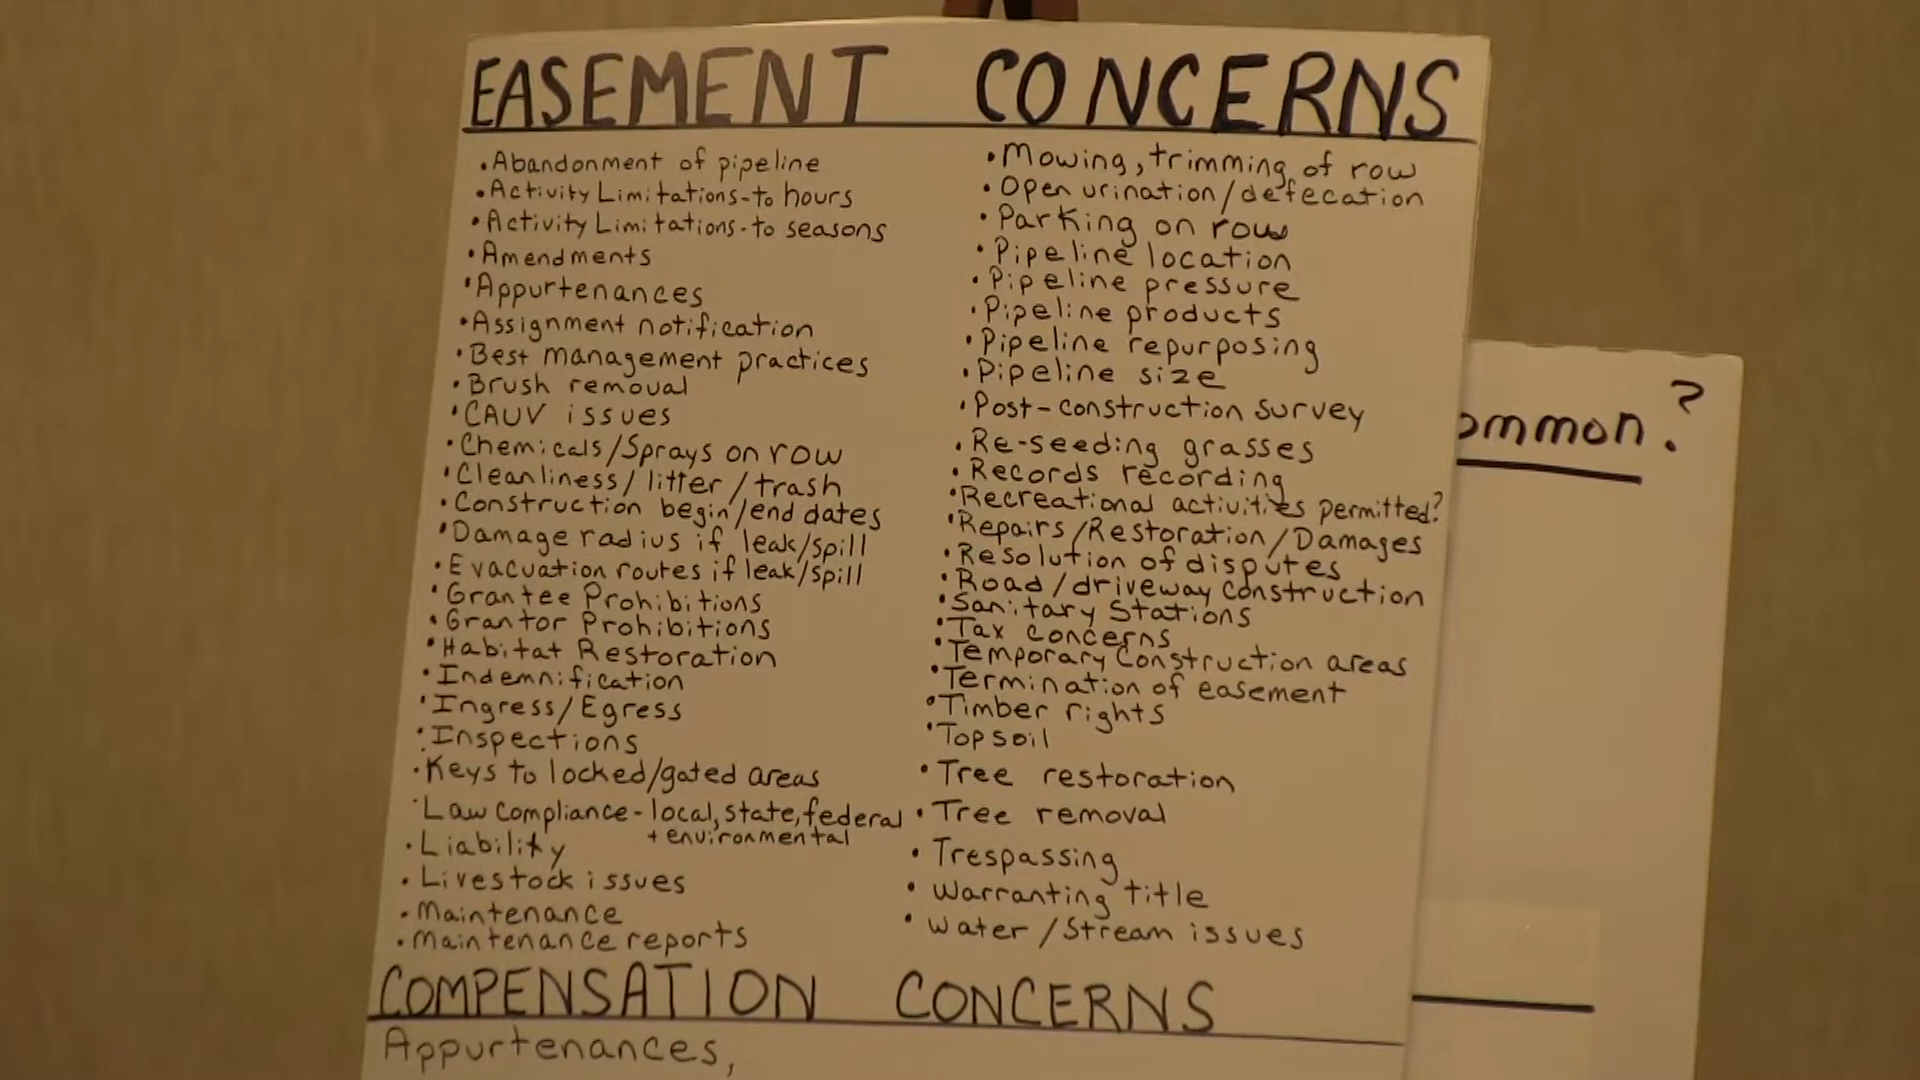 EASEMENT CONCERNS
• Abandonment of pipeline
• Activity Limitations-to hours
• Activity Limitations-to seasons
• Amendments
• Appurtenances
• Assignment notification
• Best management practices
• Brush removal
• CAUV issues
• Chemicals/Sprays on row
• Cleanliness/litter/trash
• Construction begin/end dates
• Damage radius if leak/spill
• Evacuation routes if leak/spill
• Grantee Prohibitions
• Grantor Prohibitions
• Habitat Restoration
• Indemnification
• Ingress/Egress
• Inspections
• Keys to locked/gated areas
• Law compliance-local,state,federal
+ environmental
• Liability
• Livestock issues
• Maintenance
• Maintenance reports
• Mowing, trimming of row
• Open urination/defecation
• Parking on row
• Pipeline location
• Pipeline pressure
• Pipeline products
• Pipeline repurposing
• Pipeline size
• Post-construction survey
• Re-seeding grasses
• Records recording
• Recreational activities permitted?
• Repairs/Restoration/Damages
• Resolution of disputes
• Road/driveway construction
• Sanitary Stations
• Tax concerns
• Temporary Construction areas
• Termination of easement
• Timber rights
• Topsoil
• Tree restoration
• Tree removal
• Trespassing
• Warranting title
• Water/Stream issues
COMPENSATION CONCERNS
Appurtenances,
ommon?